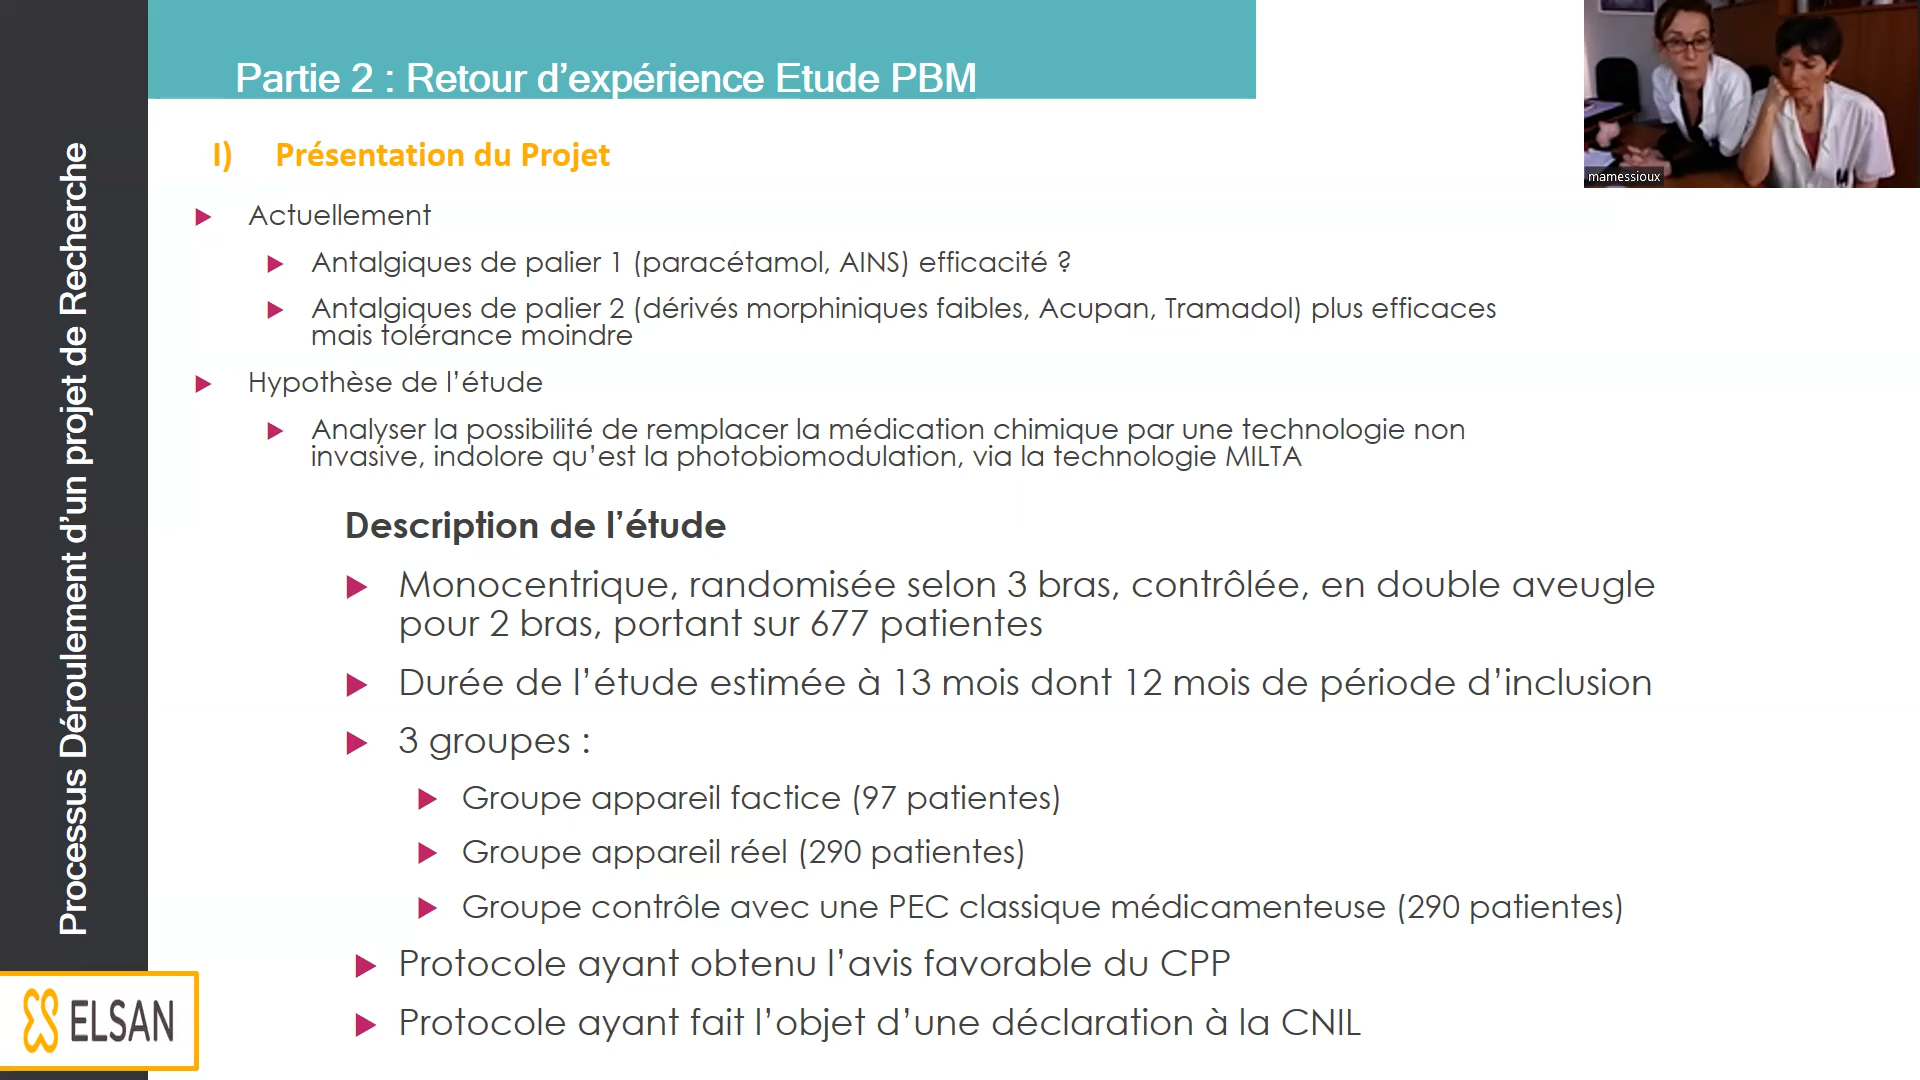 Processus Déroulement d’un projet de Recherche
Partie 2 : Retour d’expérience Etude PBM
mamessioux
I) Présentation du Projet
Actuellement
Antalgiques de palier 1 (paracétamol, AINS) efficacité ?
Antalgiques de palier 2 (dérivés morphiniques faibles, Acupan, Tramadol) plus efficaces
mais tolérance moindre
Hypothèse de l’étude
Analyser la possibilité de remplacer la médication chimique par une technologie non
invasive, indolore qu’est la photobiomodulation, via la technologie MILTA
Description de l’étude
Monocentrique, randomisée selon 3 bras, contrôlée, en double aveugle
pour 2 bras, portant sur 677 patientes
Durée de l’étude estimée à 13 mois dont 12 mois de période d’inclusion
3 groupes :
Groupe appareil factice (97 patientes)
Groupe appareil réel (290 patientes)
Groupe contrôle avec une PEC classique médicamenteuse (290 patientes)
Protocole ayant obtenu l’avis favorable du CPP
Protocole ayant fait l’objet d’une déclaration à la CNIL
ELSAN